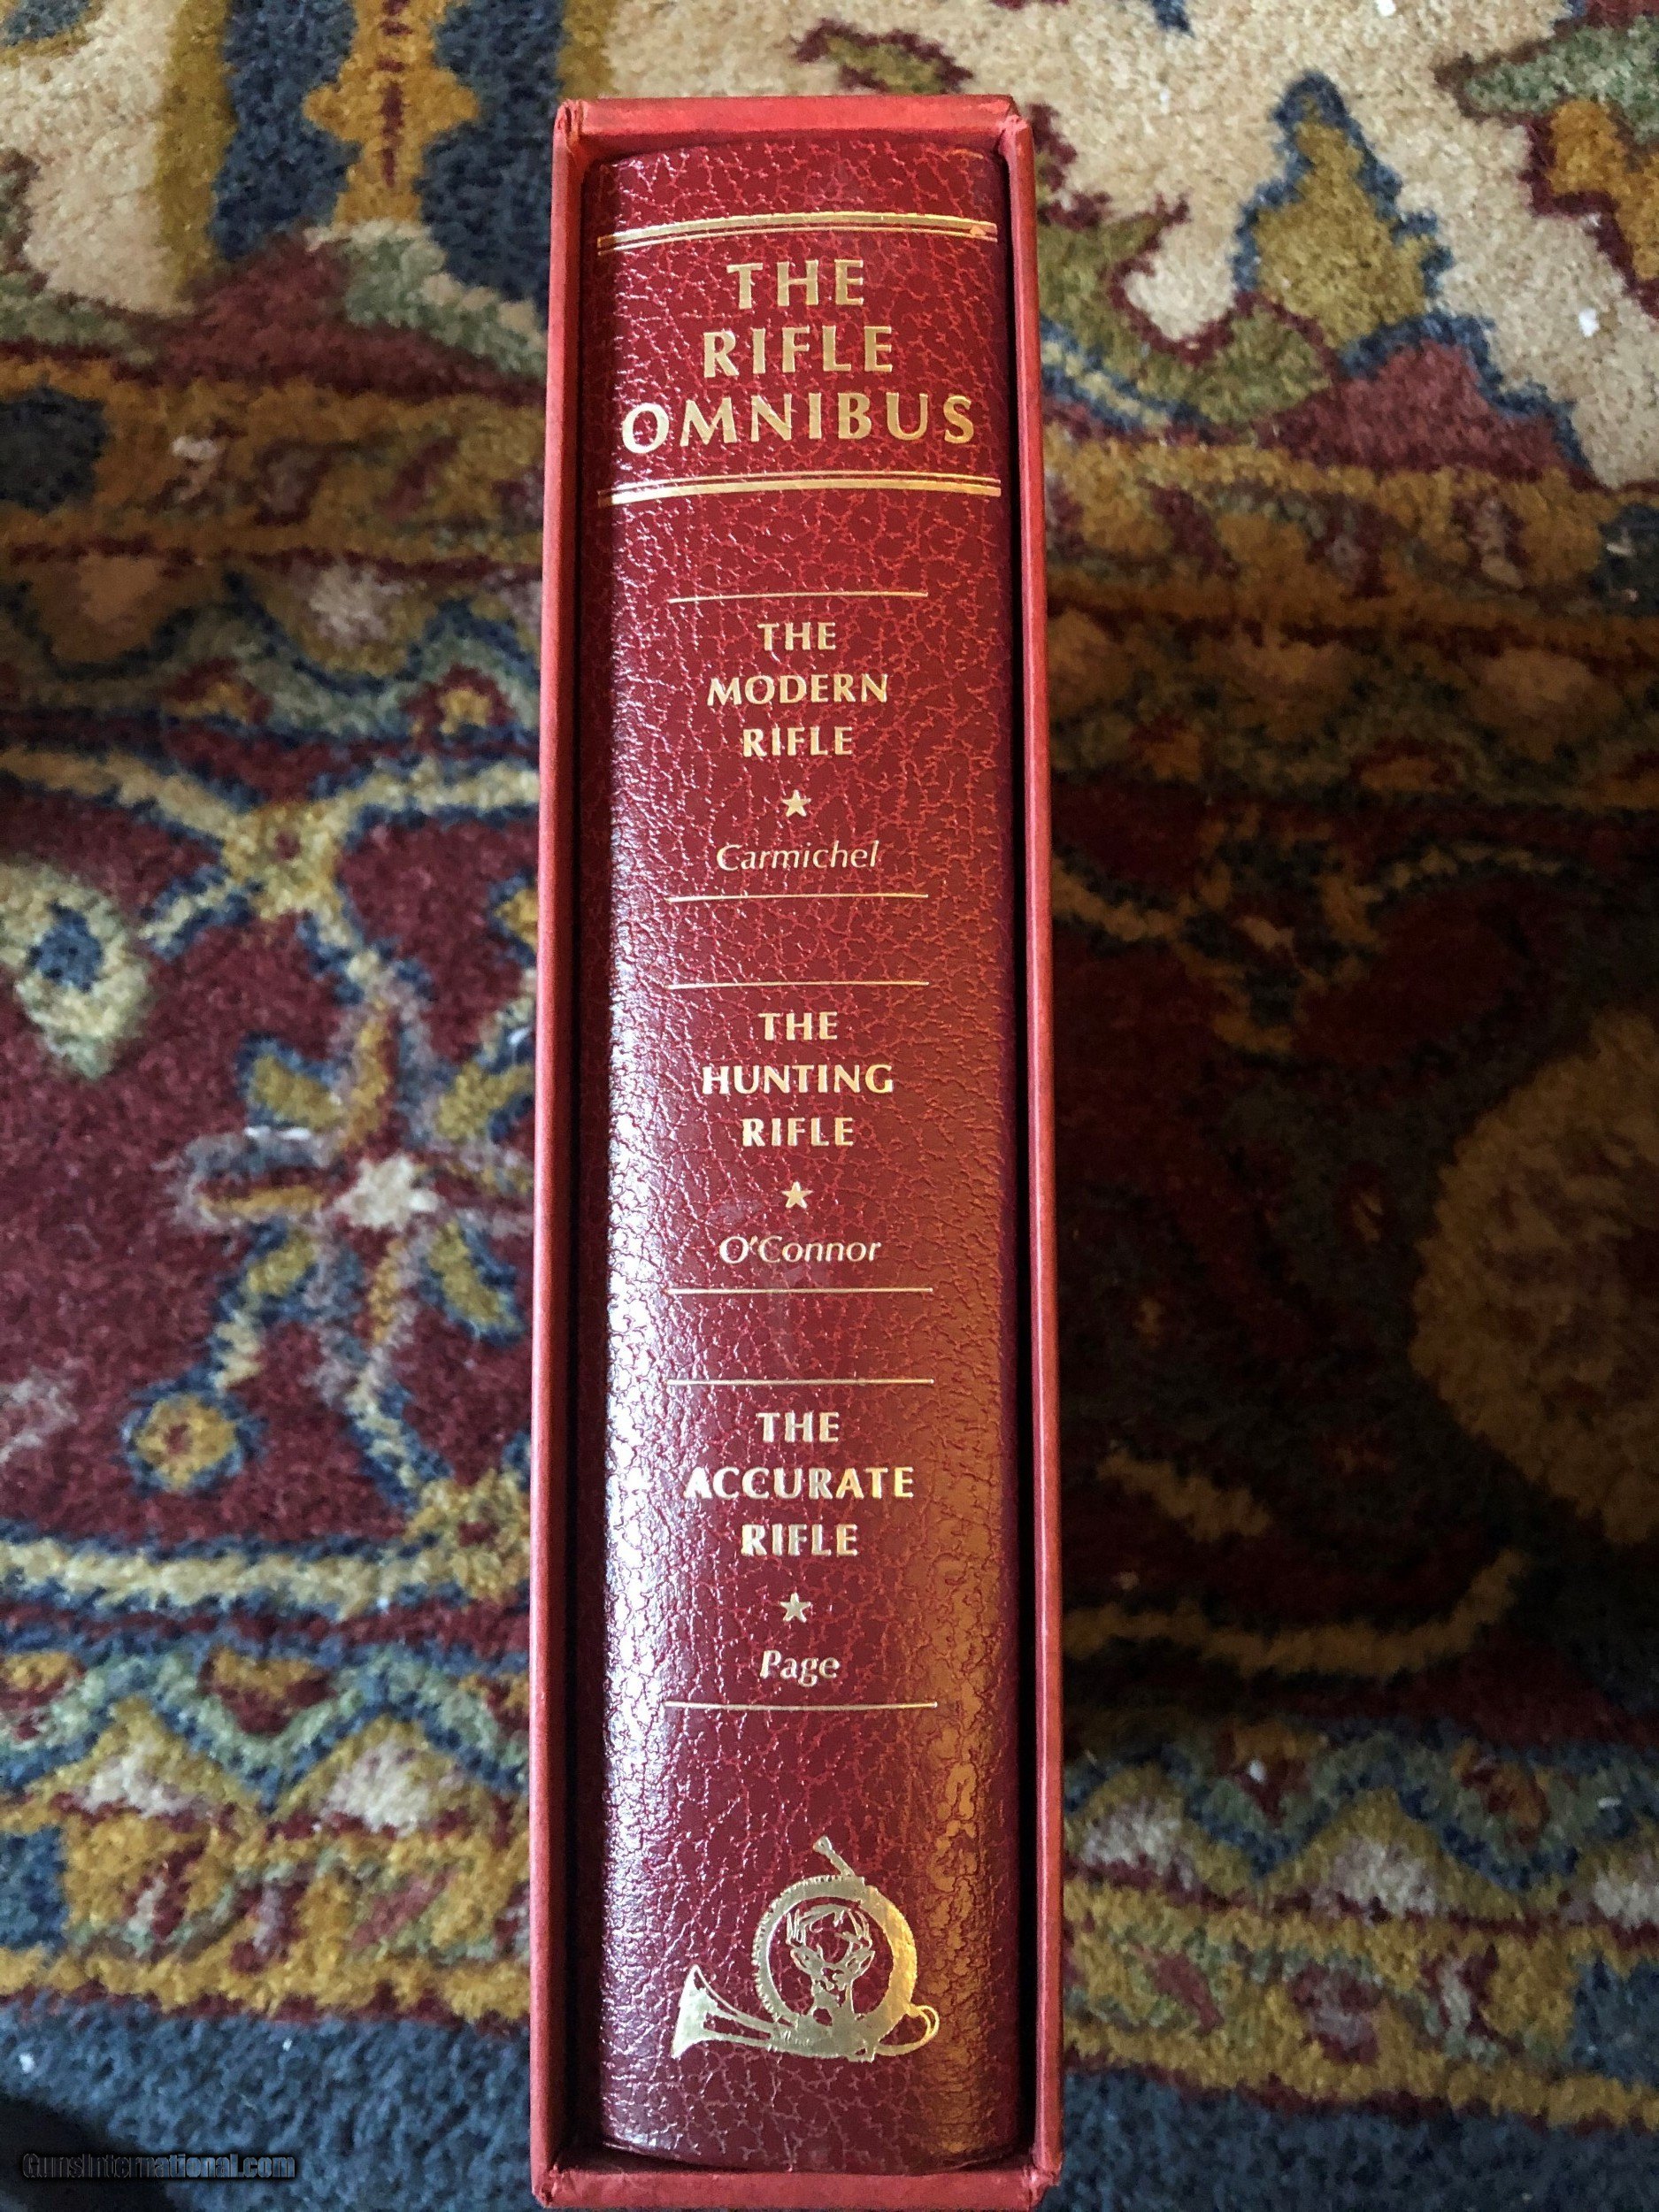 THE
RIFLE
OMNIBUS
THE
MODERN
RIFLE
Carmichel
THE
HUNTING
RIFLE
O'Connor
THE
ACCURATE
RIFLE
Page
GunsInternational.com